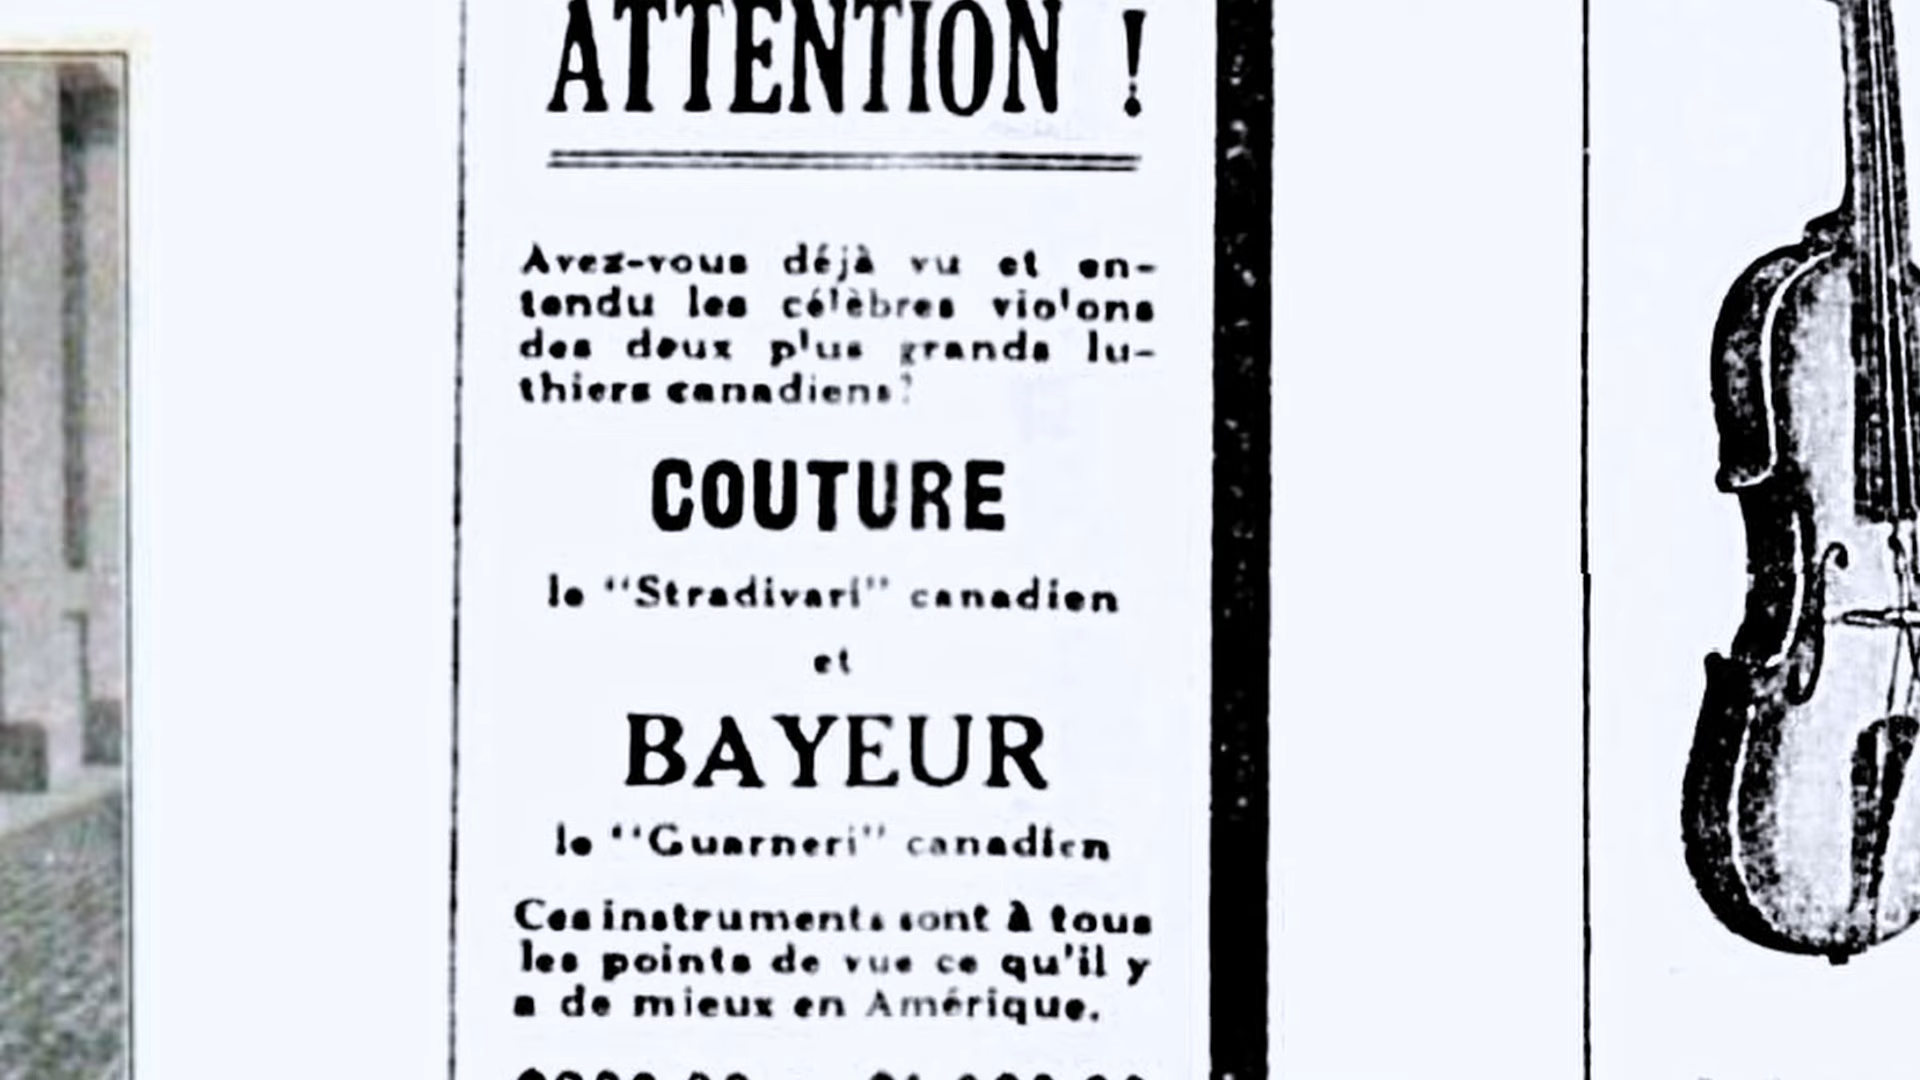 ATTENTION !
Avez-vous déjà vu et en-
tendu les célèbres violons
des deux plus grands lu-
thiers canadiens?
COUTURE
le "Stradivari" canadien
et
BAYEUR
le "Guarneri" canadien
Ces instruments sont à tous
les points de vue ce qu'il y
a de mieux en Amérique.